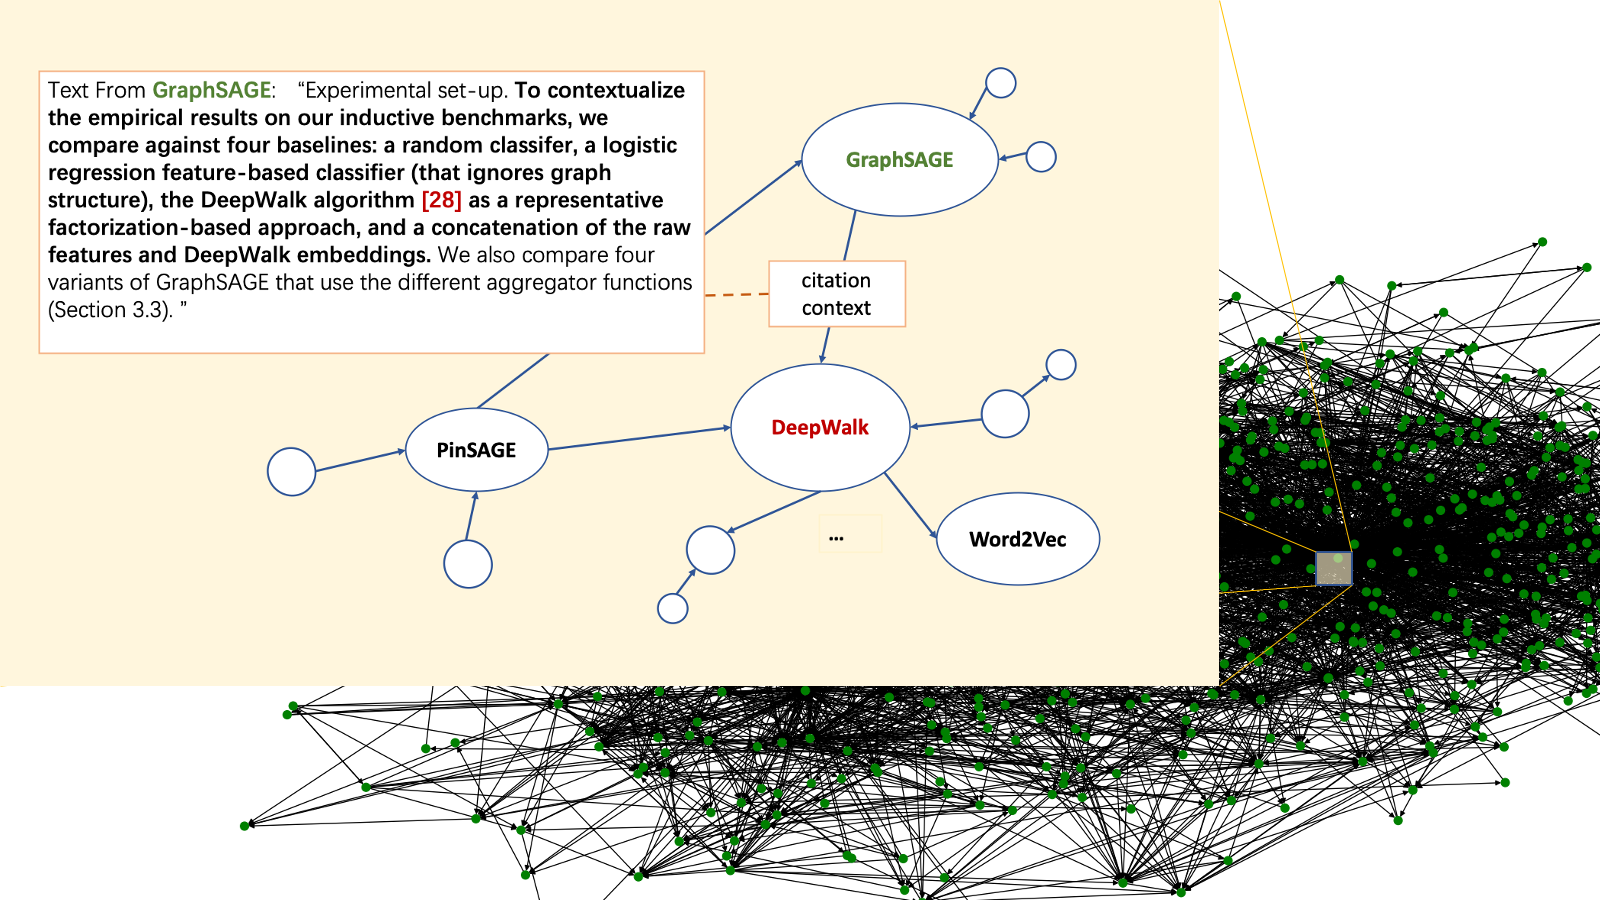 Text From GraphSAGE: “Experimental set-up. To contextualize
the empirical results on our inductive benchmarks, we
compare against four baselines: a random classifer, a logistic
regression feature-based classifier (that ignores graph
structure), the DeepWalk algorithm [28] as a representative
factorization-based approach, and a concatenation of the raw
features and DeepWalk embeddings. We also compare four
variants of GraphSAGE that use the different aggregator functions
(Section 3.3). ”
GraphSAGE
citation
context
DeepWalk
PinSAGE
...
Word2Vec